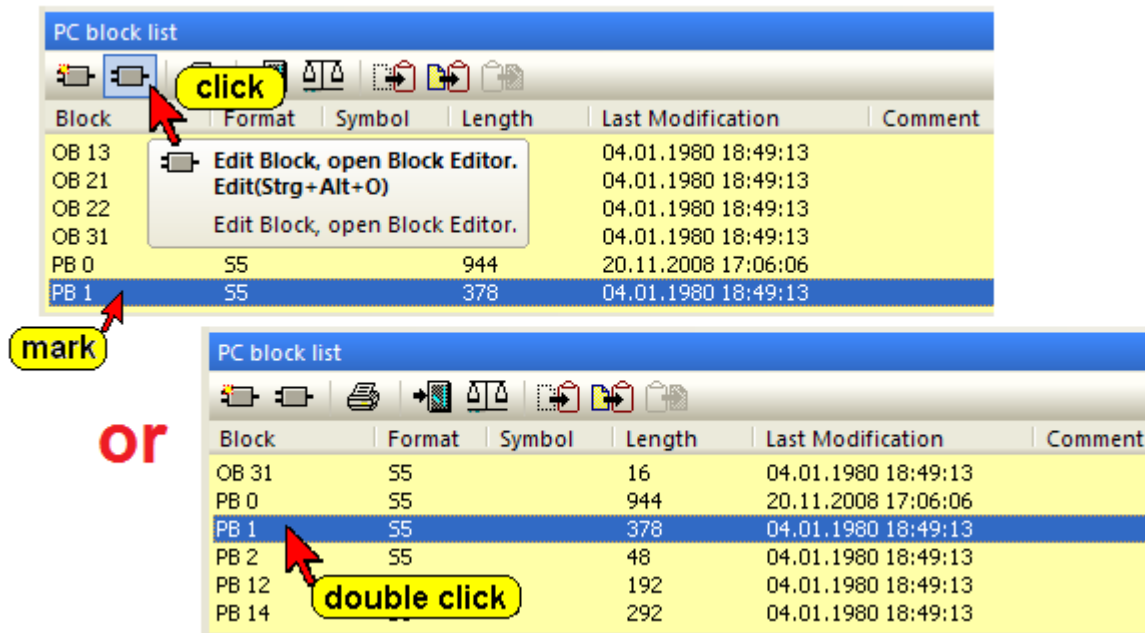 PC block list
click
Block Format Symbol Length Last Modification Comment
OB 13 04.01.1980 18:49:13
OB 21 04.01.1980 18:49:13
OB 22 04.01.1980 18:49:13
OB 31 04.01.1980 18:49:13
Edit Block, open Block Editor.
Edit(Strg+Alt+O)
Edit Block, open Block Editor.
PB 0 S5 944 20.11.2008 17:06:06
PB 1 S5 378 04.01.1980 18:49:13
mark
or
PC block list
Block Format Symbol Length Last Modification Comment
OB 31 S5 16 04.01.1980 18:49:13
PB 0 S5 944 20.11.2008 17:06:06
PB 1 S5 378 04.01.1980 18:49:13
PB 2 S5 48 04.01.1980 18:49:13
PB 12 192 04.01.1980 18:49:13
double click
PB 14 292 04.01.1980 18:49:13